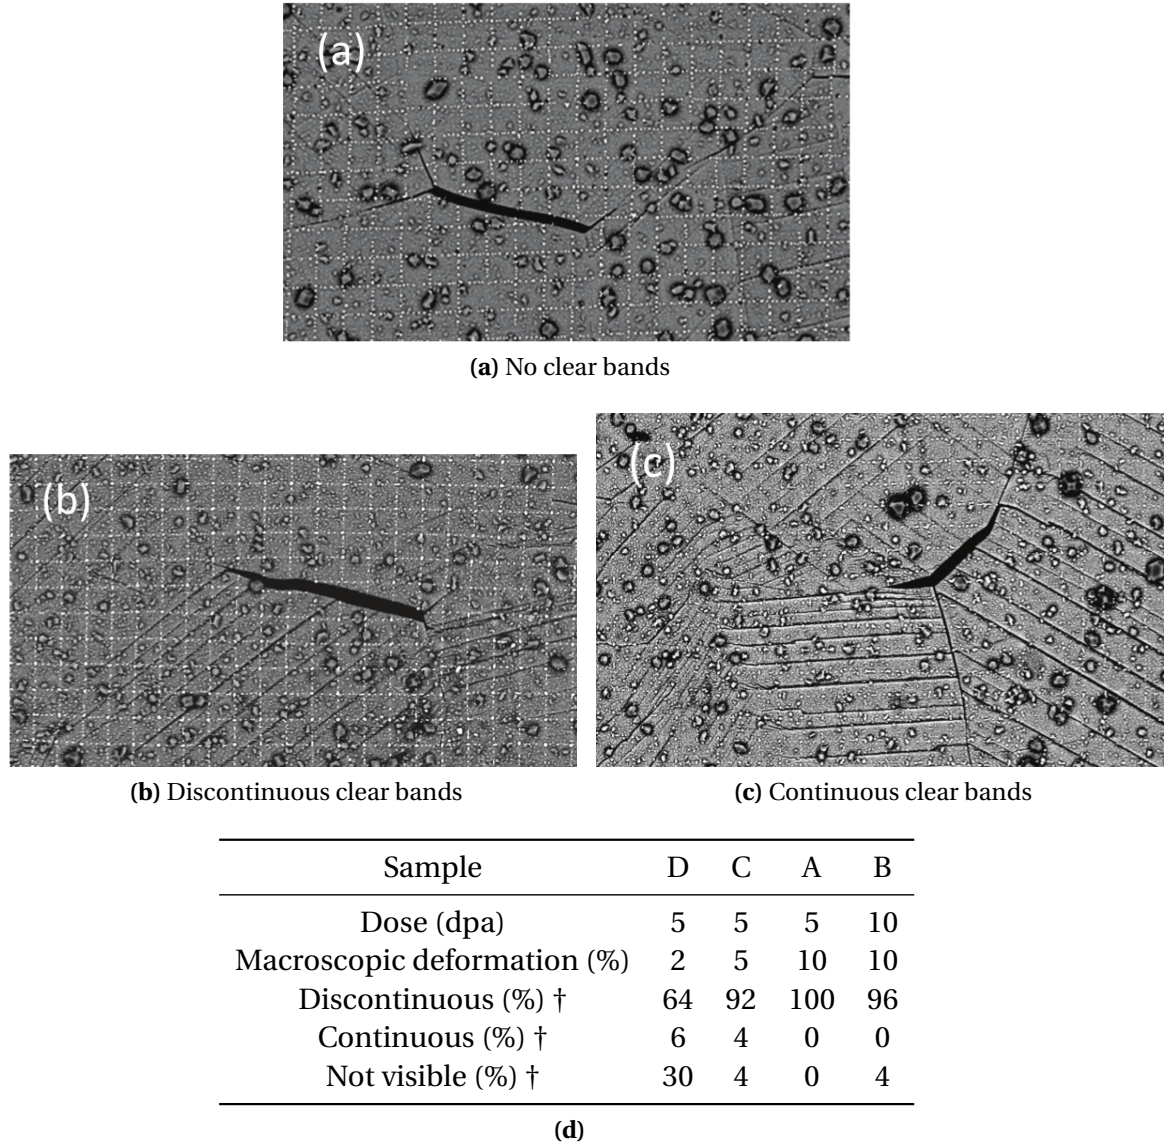 (a)
(a) No clear bands
(b)
(c)
(b) Discontinuous clear bands
(c) Continuous clear bands
Sample D C A B
Dose (dpa) 5 5 5 10
Macroscopic deformation (%) 2 5 10 10
Discontinuous (%) † 64 92 100 96
Continuous (%) † 6 4 0 0
Not visible (%) † 30 4 0 4
(d)